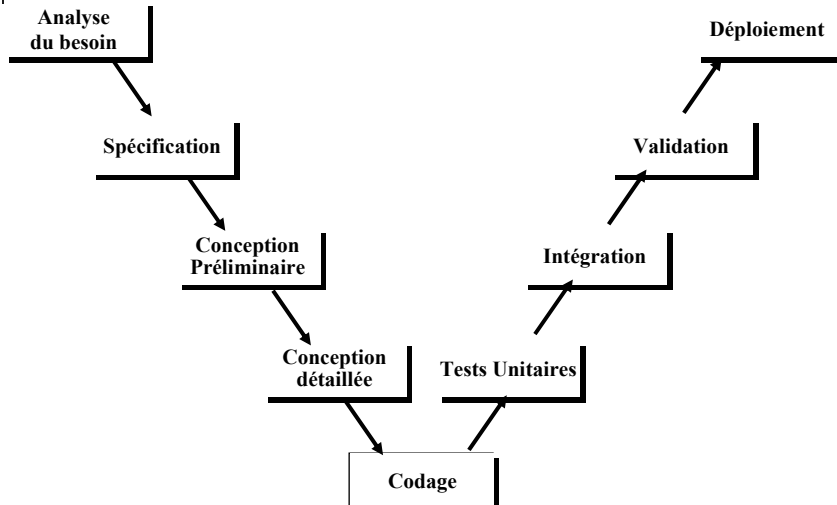 Analyse
du besoin
Déploiement
Spécification
Validation
Conception
Préliminaire
Intégration
Conception
détaillée
Tests Unitaires
Codage